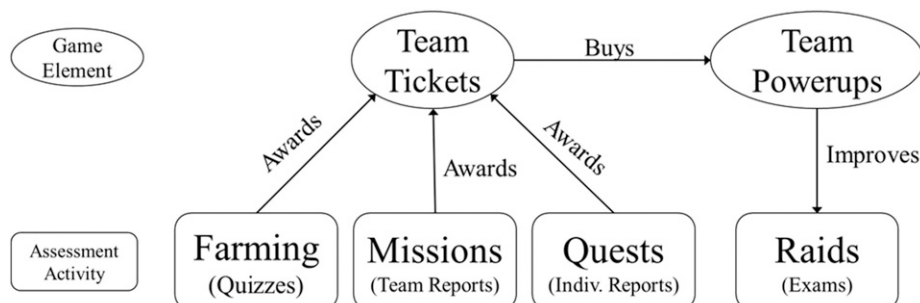 Game
Element
Team
Tickets
Buys
Team
Powerups
Awards
Awards
Awards
Improves
Assessment
Activity
Farming
(Quizzes)
Missions
(Team Reports)
Quests
(Indiv. Reports)
Raids
(Exams)